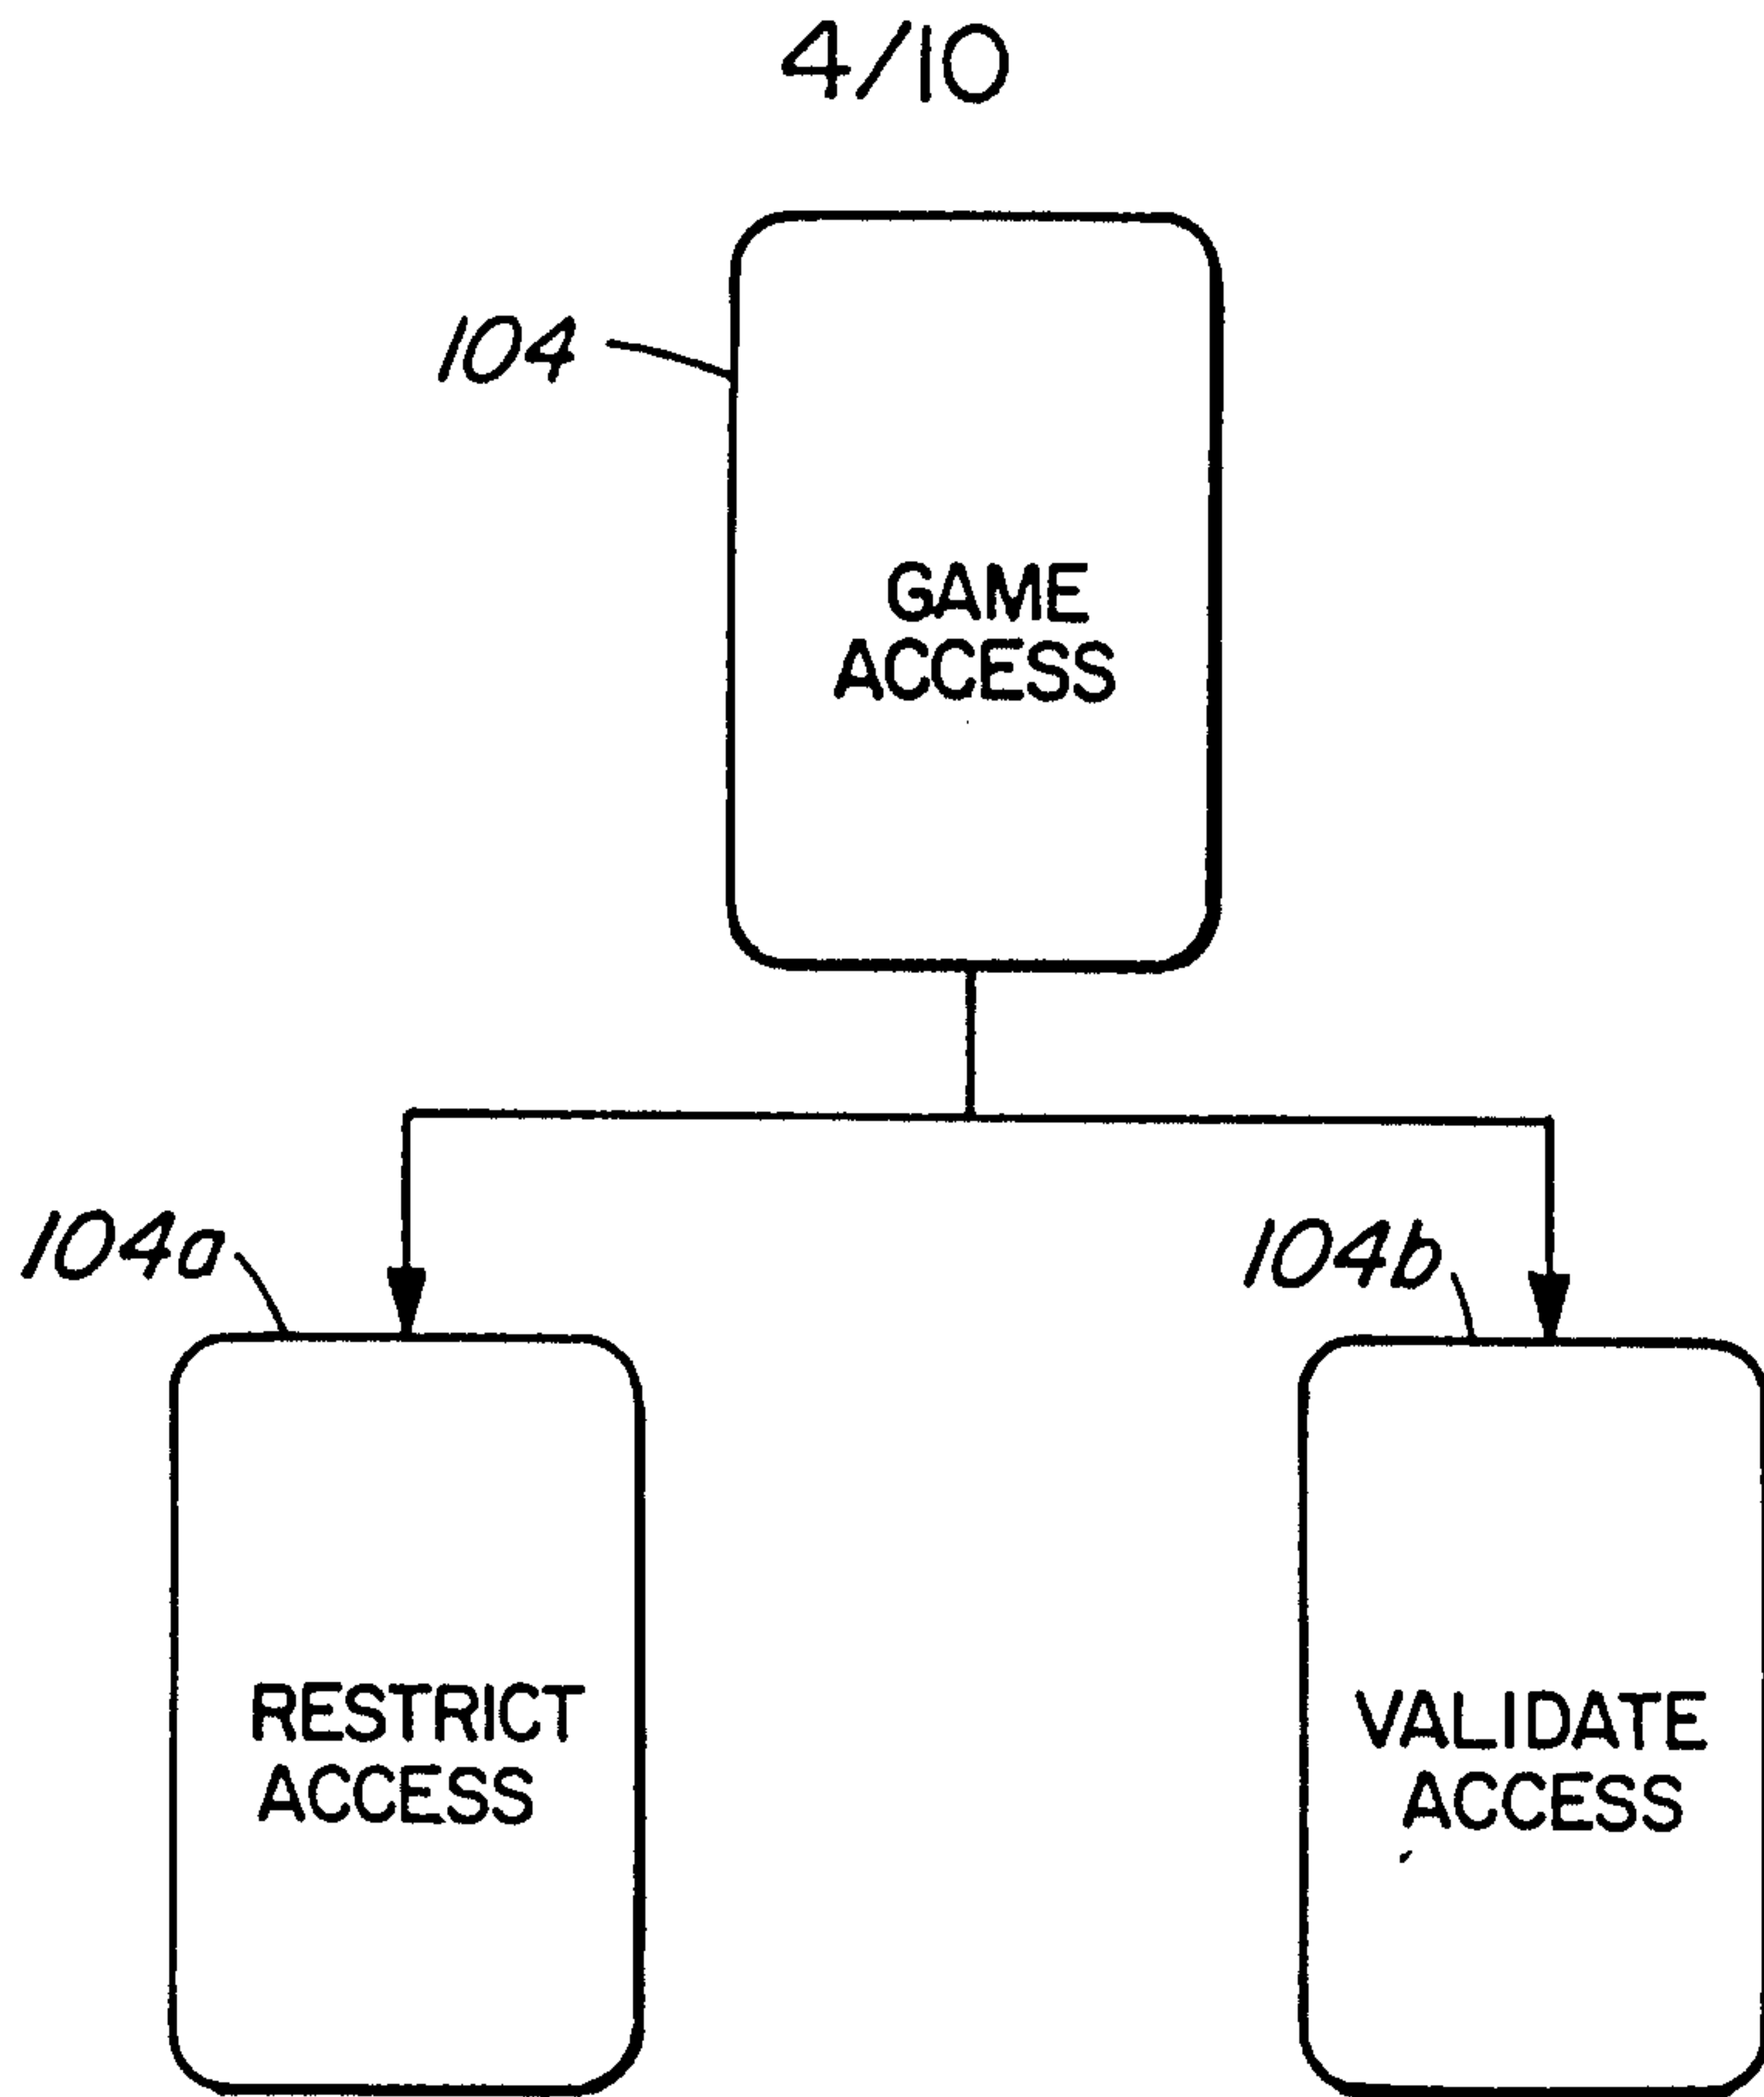 4/10
104
GAME
ACCESS
104a
104b
RESTRICT
ACCESS
VALIDATE
ACCESS